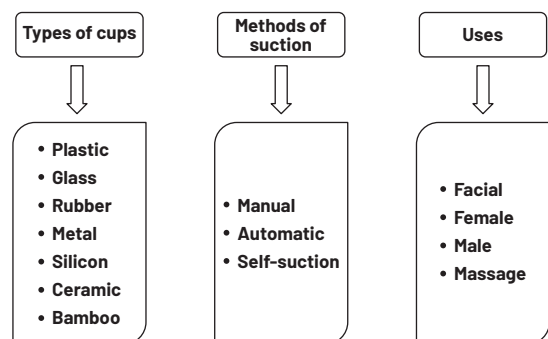 Types of cups
• Plastic
• Glass
• Rubber
• Metal
• Silicon
• Ceramic
• Bamboo
Methods of
suction
• Manual
• Automatic
• Self-suction
Uses
• Facial
• Female
• Male
• Massage